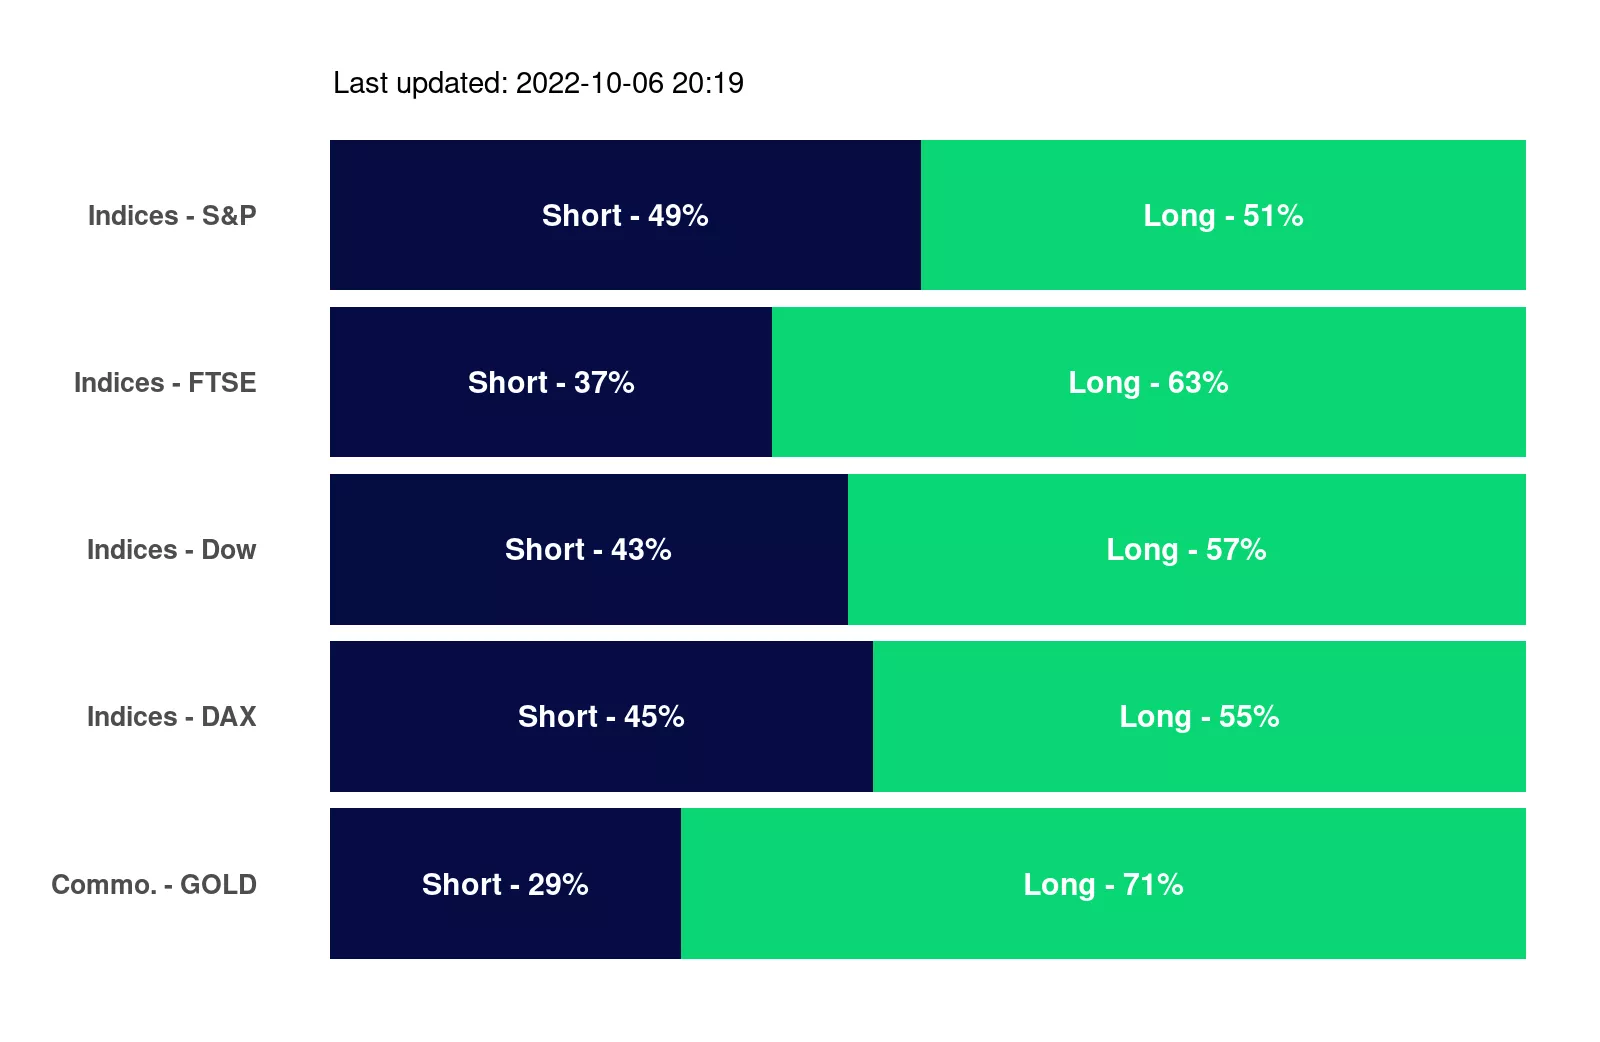 Last updated: 2022-10-06 20:19
Indices - S&P Short - 49% Long - 51%
Indices - FTSE Short - 37% Long - 63%
Indices - Dow Short - 43% Long - 57%
Indices - DAX Short - 45% Long - 55%
Commo. - GOLD Short - 29% Long - 71%